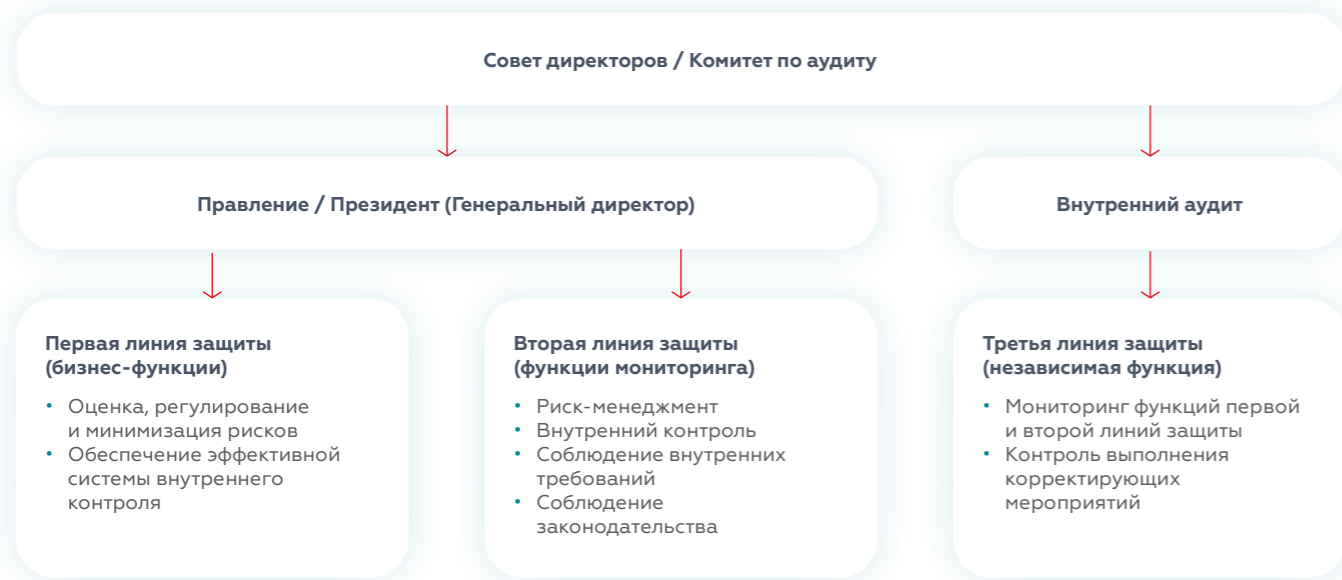 Совет директоров / Комитет по аудиту
Правление / Президент (Генеральный директор)
Внутренний аудит
Первая линия защиты
(бизнес-функции)
• Оценка, регулирование
и минимизация рисков
• Обеспечение эффективной
системы внутреннего
контроля
Вторая линия защиты
(функции мониторинга)
• Риск-менеджмент
• Внутренний контроль
• Соблюдение внутренних
требований
• Соблюдение
законодательства
Третья линия защиты
(независимая функция)
• Мониторинг функций первой
и второй линий защиты
• Контроль выполнения
корректирующих
мероприятий